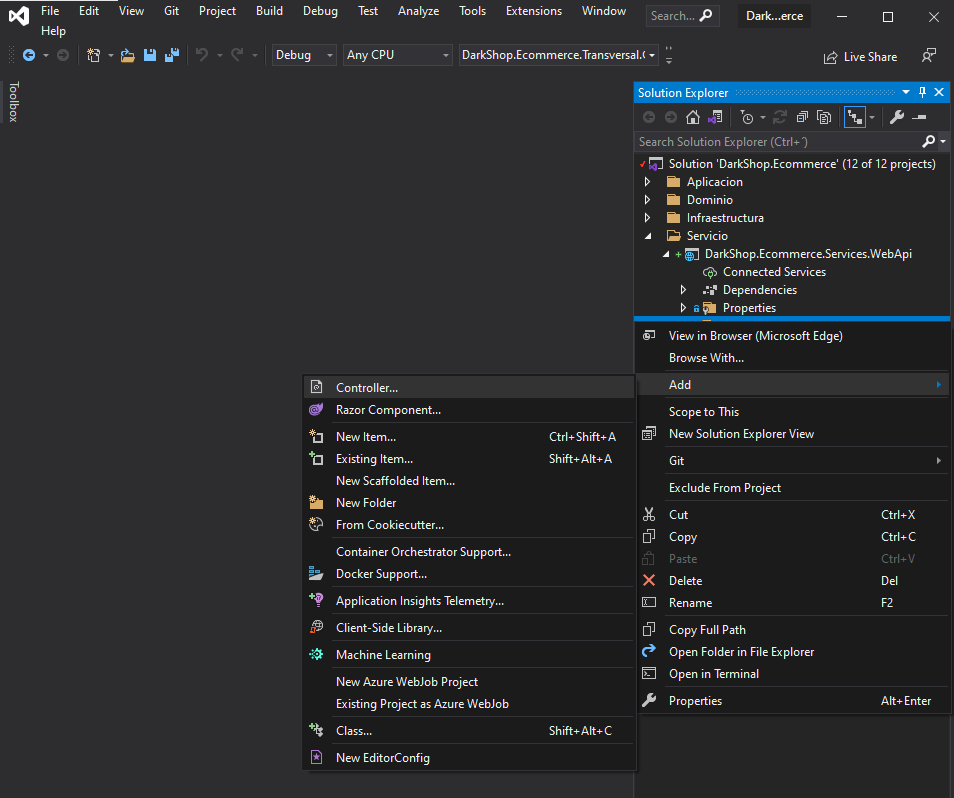 File Edit View Git Project Build Debug Test Analyze Tools Extensions Window Search... Dark...erce
Help
Debug Any CPU DarkShop.Ecommerce.Transversal. Live Share
Toolbox
Solution Explorer
Search Solution Explorer (Ctrl+´)
Solution 'DarkShop.Ecommerce' (12 of 12 projects)
Aplicacion
Dominio
Infraestructura
Servicio
DarkShop.Ecommerce.Services.WebApi
Connected Services
Dependencies
Properties
View in Browser (Microsoft Edge)
Browse With...
Add
Scope to This
New Solution Explorer View
Git
Exclude From Project
Cut Ctrl+X
Copy Ctrl+C
Paste Ctrl+V
Delete Del
Rename F2
Copy Full Path
Open Folder in File Explorer
Open in Terminal
Properties Alt+Enter
Controller...
Razor Component...
New Item... Ctrl+Shift+A
Existing Item... Shift+Alt+A
New Scaffolded Item...
New Folder
From Cookiecutter...
Container Orchestrator Support...
Docker Support...
Application Insights Telemetry...
Client-Side Library...
Machine Learning
New Azure WebJob Project
Existing Project as Azure WebJob
Class... Shift+Alt+C
New EditorConfig